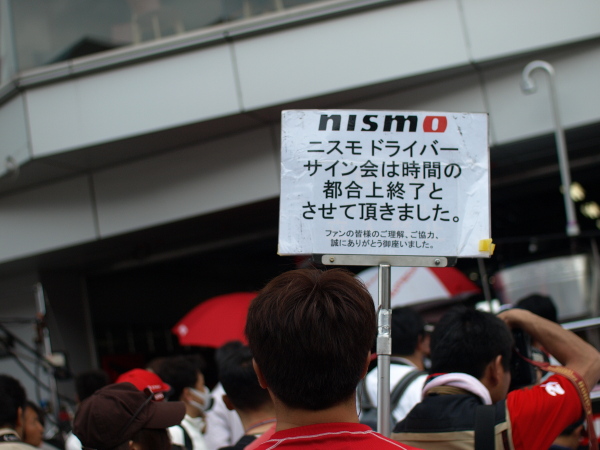 nismo
ニスモ ドライバー
サイン会は時間の
都合上終了と
させて頂きました。
ファンの皆様のご理解、ご協力、
誠にありがとう御座いました。